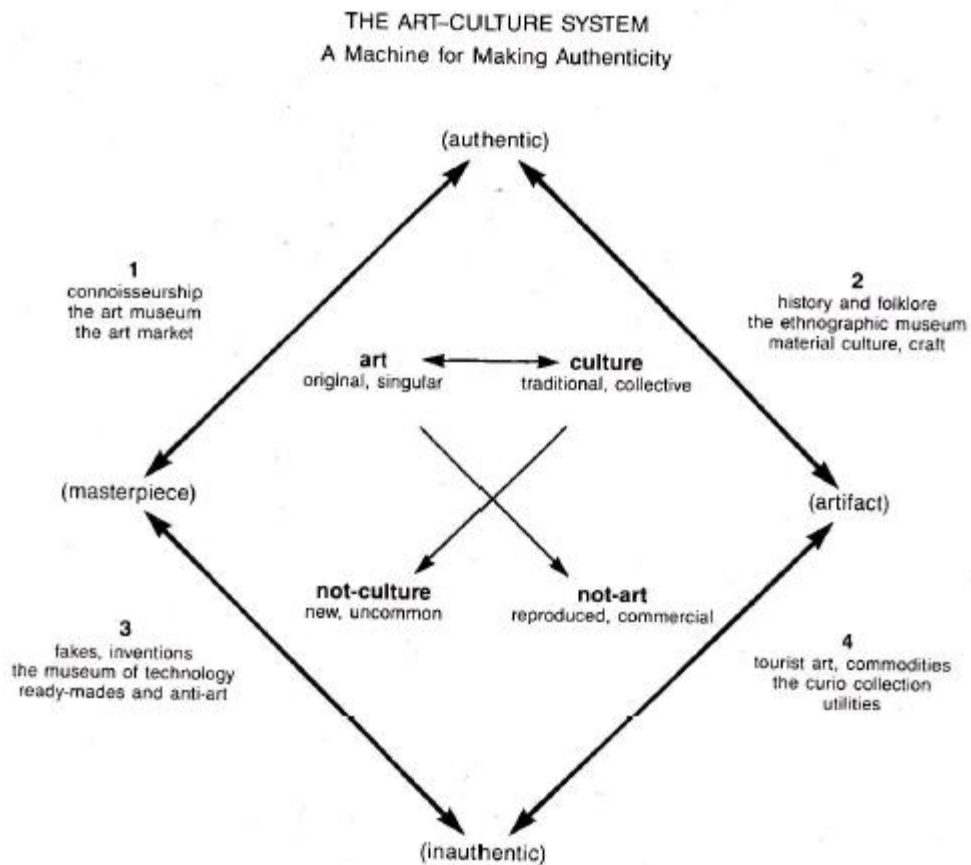 THE ART–CULTURE SYSTEM
A Machine for Making Authenticity
(authentic)
1
connoisseurship
the art museum
the art market
2
history and folklore
the ethnographic museum
material culture, craft
art
original, singular
culture
traditional, collective
(masterpiece)
(artifact)
not-culture
new, uncommon
not-art
reproduced, commercial
3
fakes, inventions
the museum of technology
ready-mades and anti-art
4
tourist art, commodities
the curio collection
utilities
(inauthentic)